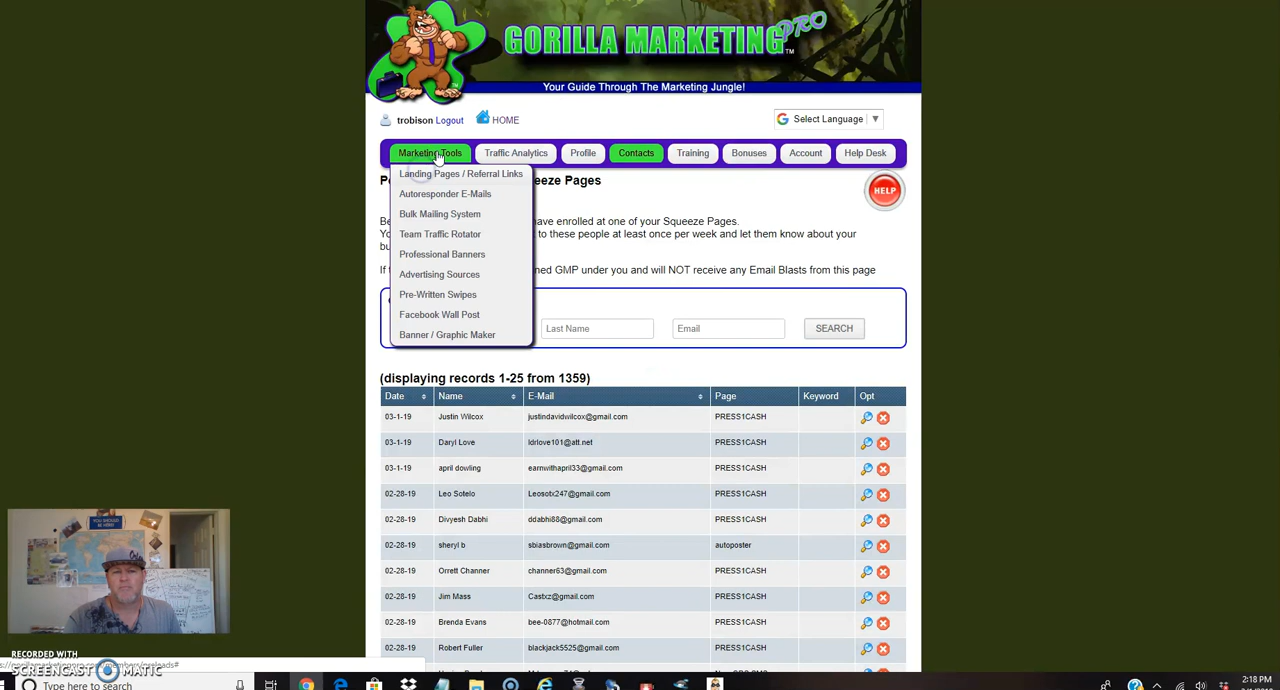 GORILLA MARKETING PRO™
Your Guide Through The Marketing Jungle!
trobison Logout HOME
G Select Language ▼
Marketing Tools Traffic Analytics Profile Contacts Training Bonuses Account Help Desk
Landing Pages / Referral Links
Autoresponder E-Mails
Bulk Mailing System
Team Traffic Rotator
Professional Banners
Advertising Sources
Pre-Written Swipes
Facebook Wall Post
Banner / Graphic Maker
eeze Pages
HELP
have enrolled at one of your Squeeze Pages.
to these people at least once per week and let them know about your
If
ned GMP under you and will NOT receive any Email Blasts from this page
Last Name Email SEARCH
(displaying records 1-25 from 1359)
Date Name E-Mail Page Keyword Opt
03-1-19 Justin Wilcox justindavidwilcox@gmail.com PRESS1CASH
03-1-19 Daryl Love ldrlove101@att.net PRESS1CASH
03-1-19 april dowling earnwithapril33@gmail.com PRESS1CASH
02-28-19 Leo Sotelo Leosotx247@gmail.com PRESS1CASH
02-28-19 Divyesh Dabhi ddabhi88@gmail.com PRESS1CASH
02-28-19 sheryl b sbiasbrown@gmail.com autoposter
02-28-19 Orrett Channer channer63@gmail.com PRESS1CASH
02-28-19 Jim Mass Castxz@gmail.com PRESS1CASH
02-28-19 Brenda Evans bee-0877@hotmail.com PRESS1CASH
02-28-19 Robert Fuller blackjack5525@gmail.com PRESS1CASH
YOU SHOULD BE HERE!
RECORDED WITH
SCREENCAST MATIC
Type here to search
2:18 PM